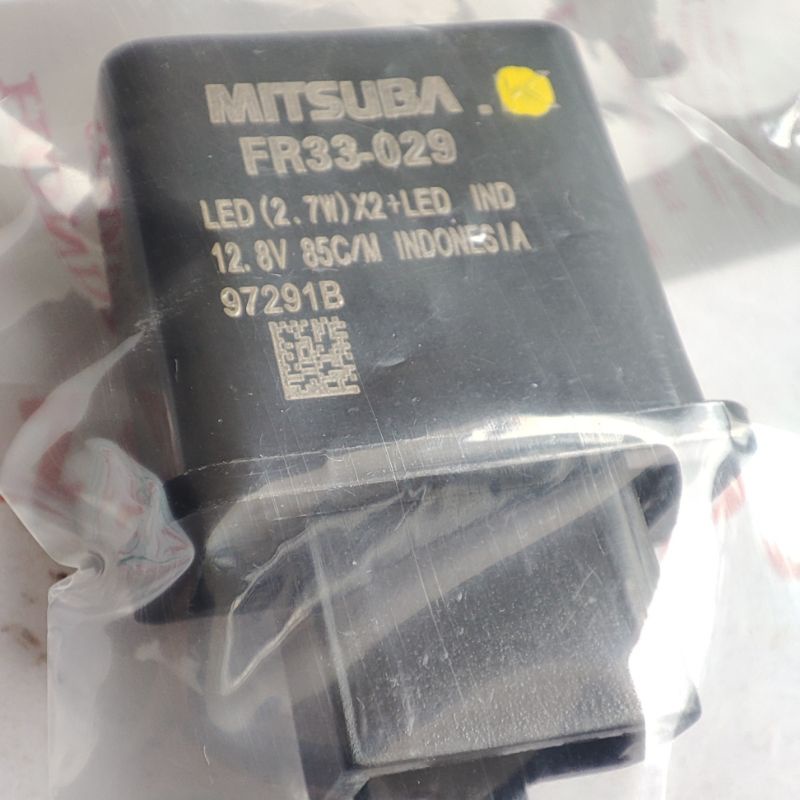 MITSUBA
FR33-029
LED(2.7W)X2+LED IND
12.8V 85C/M INDONESIA
97291B